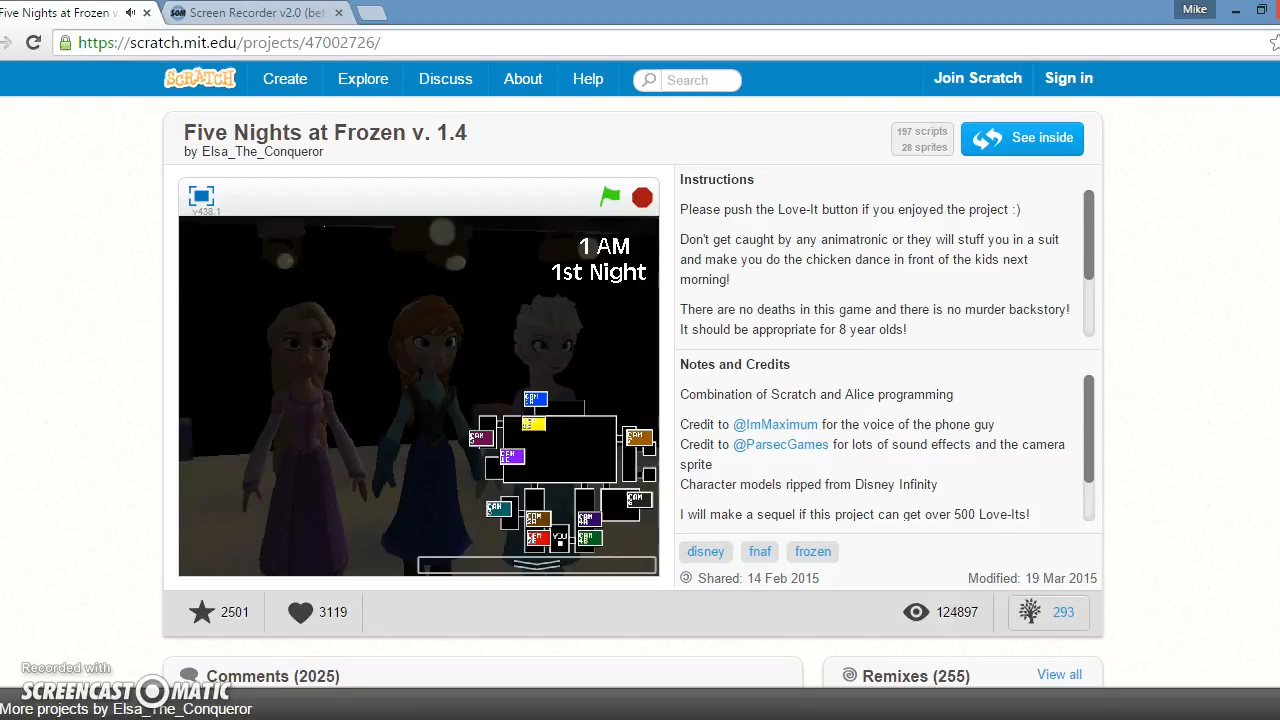 Five Nights at Frozen v
Screen Recorder v2.0 (bet
Mike
https://scratch.mit.edu/projects/47002726/
SCRATCH
Create
Explore
Discuss
About
Help
Search
Join Scratch
Sign in
Five Nights at Frozen v. 1.4
by Elsa_The_Conqueror
197 scripts
28 sprites
See inside
v438.1
1 AM
1st Night
YOU
Instructions
Please push the Love-It button if you enjoyed the project :)
Don't get caught by any animatronic or they will stuff you in a suit
and make you do the chicken dance in front of the kids next
morning!
There are no deaths in this game and there is no murder backstory!
It should be appropriate for 8 year olds!
Notes and Credits
Combination of Scratch and Alice programming
Credit to @ImMaximum for the voice of the phone guy
Credit to @ParsecGames for lots of sound effects and the camera
sprite
Character models ripped from Disney Infinity
I will make a sequel if this project can get over 500 Love-Its!
disney
fnaf
frozen
Shared: 14 Feb 2015
Modified: 19 Mar 2015
2501
3119
124897
293
Comments (2025)
Remixes (255)
View all
Recorded with
SCREENCAST MATIC
More projects by Elsa_The_Conqueror